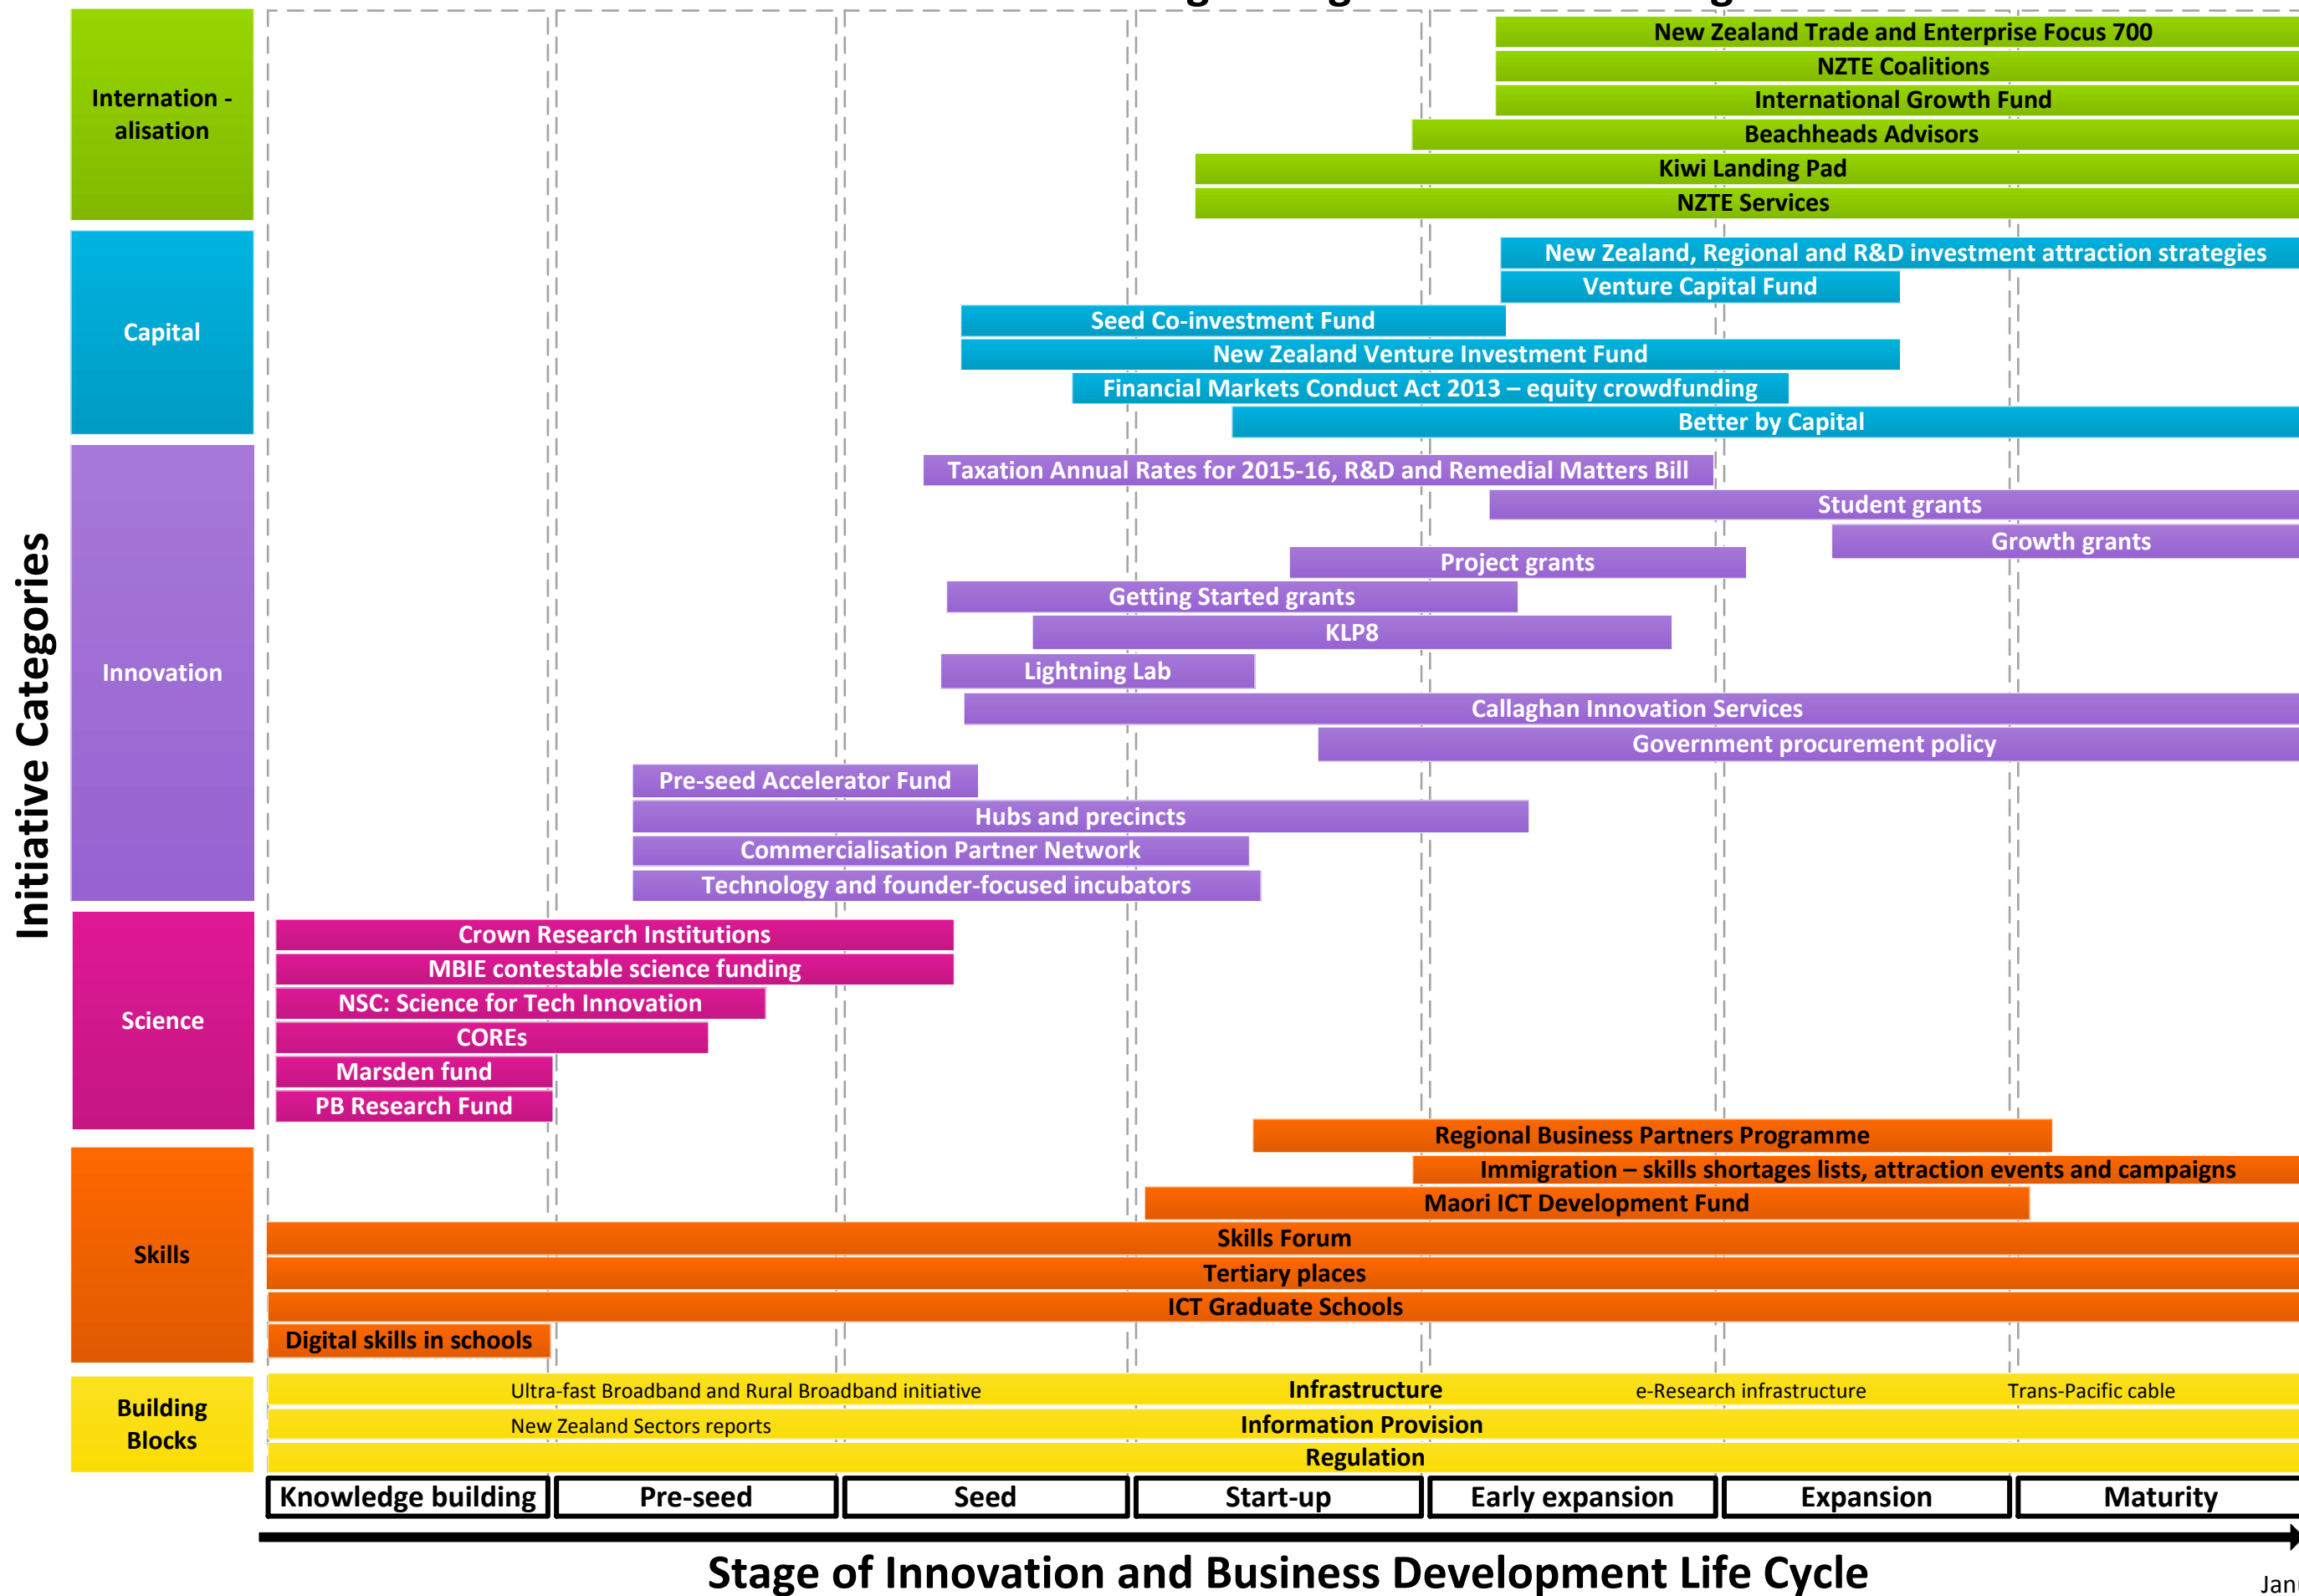 Internation -
alisation
New Zealand Trade and Enterprise Focus 700
NZTE Coalitions
International Growth Fund
Beachheads Advisors
Kiwi Landing Pad
NZTE Services
Capital
New Zealand, Regional and R&D investment attraction strategies
Venture Capital Fund
Seed Co-investment Fund
New Zealand Venture Investment Fund
Financial Markets Conduct Act 2013 – equity crowdfunding
Better by Capital
Initiative Categories
Innovation
Taxation Annual Rates for 2015-16, R&D and Remedial Matters Bill
Student grants
Growth grants
Project grants
Getting Started grants
KLP8
Lightning Lab
Callaghan Innovation Services
Government procurement policy
Pre-seed Accelerator Fund
Hubs and precincts
Commercialisation Partner Network
Technology and founder-focused incubators
Science
Crown Research Institutions
MBIE contestable science funding
NSC: Science for Tech Innovation
COREs
Marsden fund
PB Research Fund
Skills
Regional Business Partners Programme
Immigration – skills shortages lists, attraction events and campaigns
Maori ICT Development Fund
Skills Forum
Tertiary places
ICT Graduate Schools
Digital skills in schools
Building
Blocks
Ultra-fast Broadband and Rural Broadband initiative Infrastructure e-Research infrastructure Trans-Pacific cable
New Zealand Sectors reports Information Provision
Regulation
Knowledge building Pre-seed Seed Start-up Early expansion Expansion Maturity
Stage of Innovation and Business Development Life Cycle